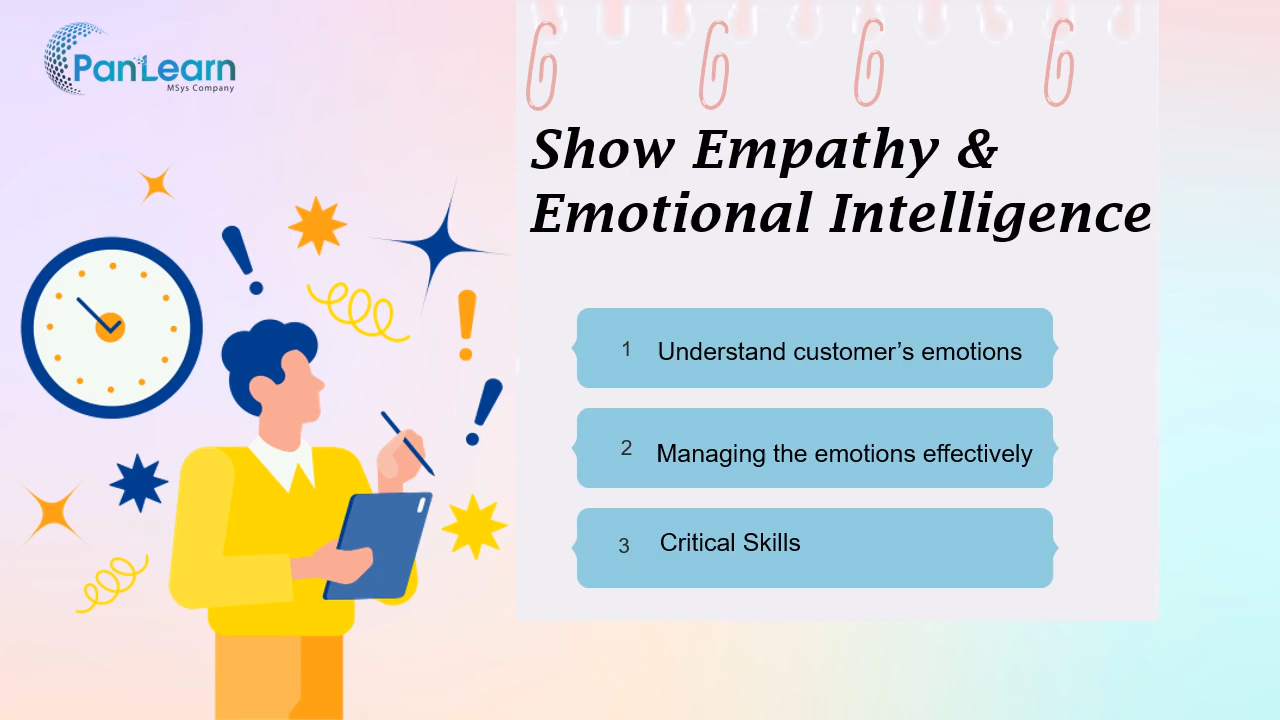 PanLearn
MSys Company
Show Empathy &
Emotional Intelligence
1 Understand customer’s emotions
2 Managing the emotions effectively
3 Critical Skills